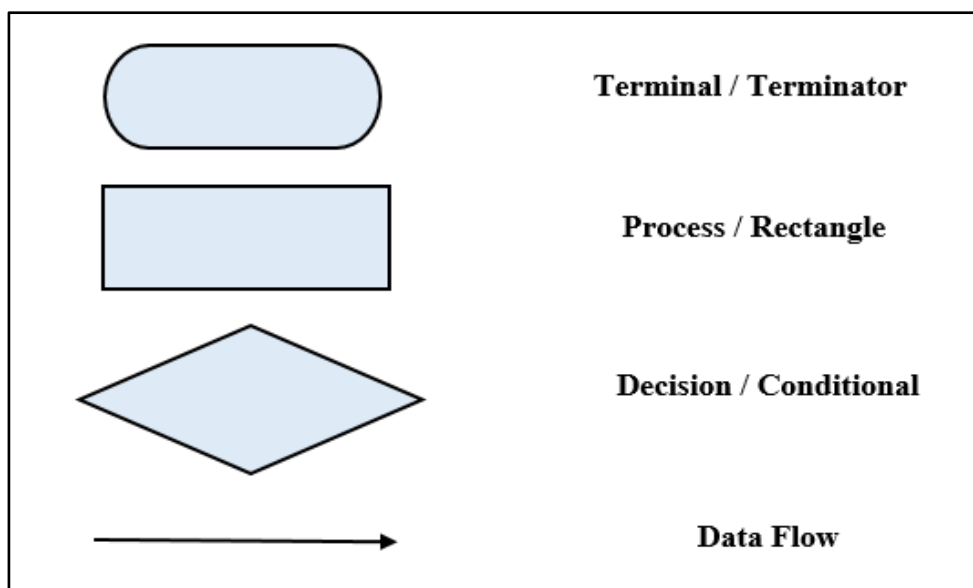 Terminal / Terminator
Process / Rectangle
Decision / Conditional
Data Flow